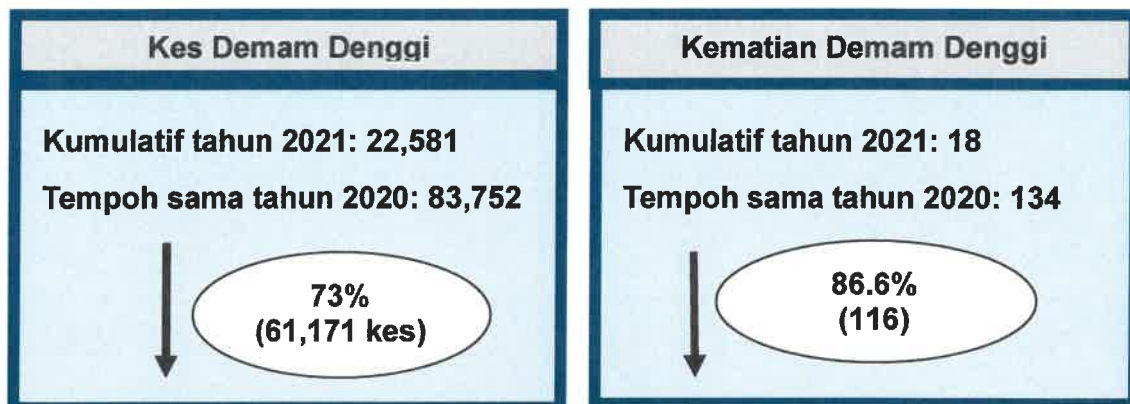 Kes Demam Denggi
Kumulatif tahun 2021: 22,581
Tempoh sama tahun 2020: 83,752
73%
(61,171 kes)
Kematian Demam Denggi
Kumulatif tahun 2021: 18
Tempoh sama tahun 2020: 134
86.6%
(116)